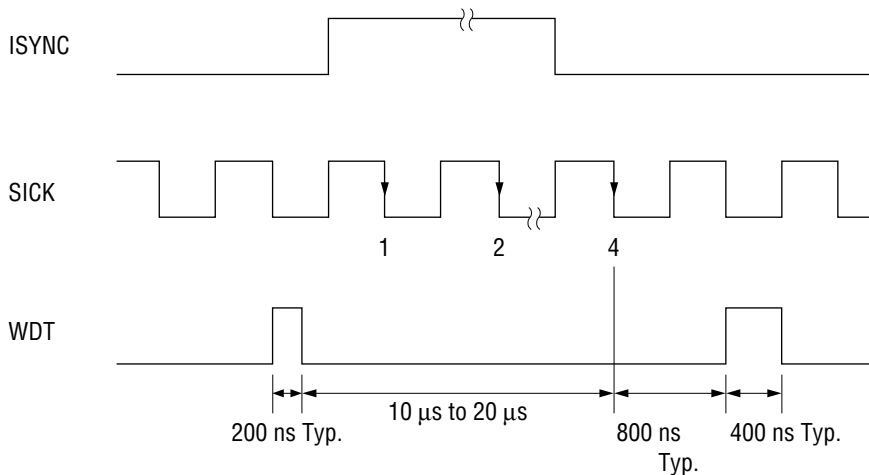 ISYNC
SICK
1 2 4
WDT
10 μs to 20 μs
200 ns Typ.
800 ns
Typ.
400 ns Typ.